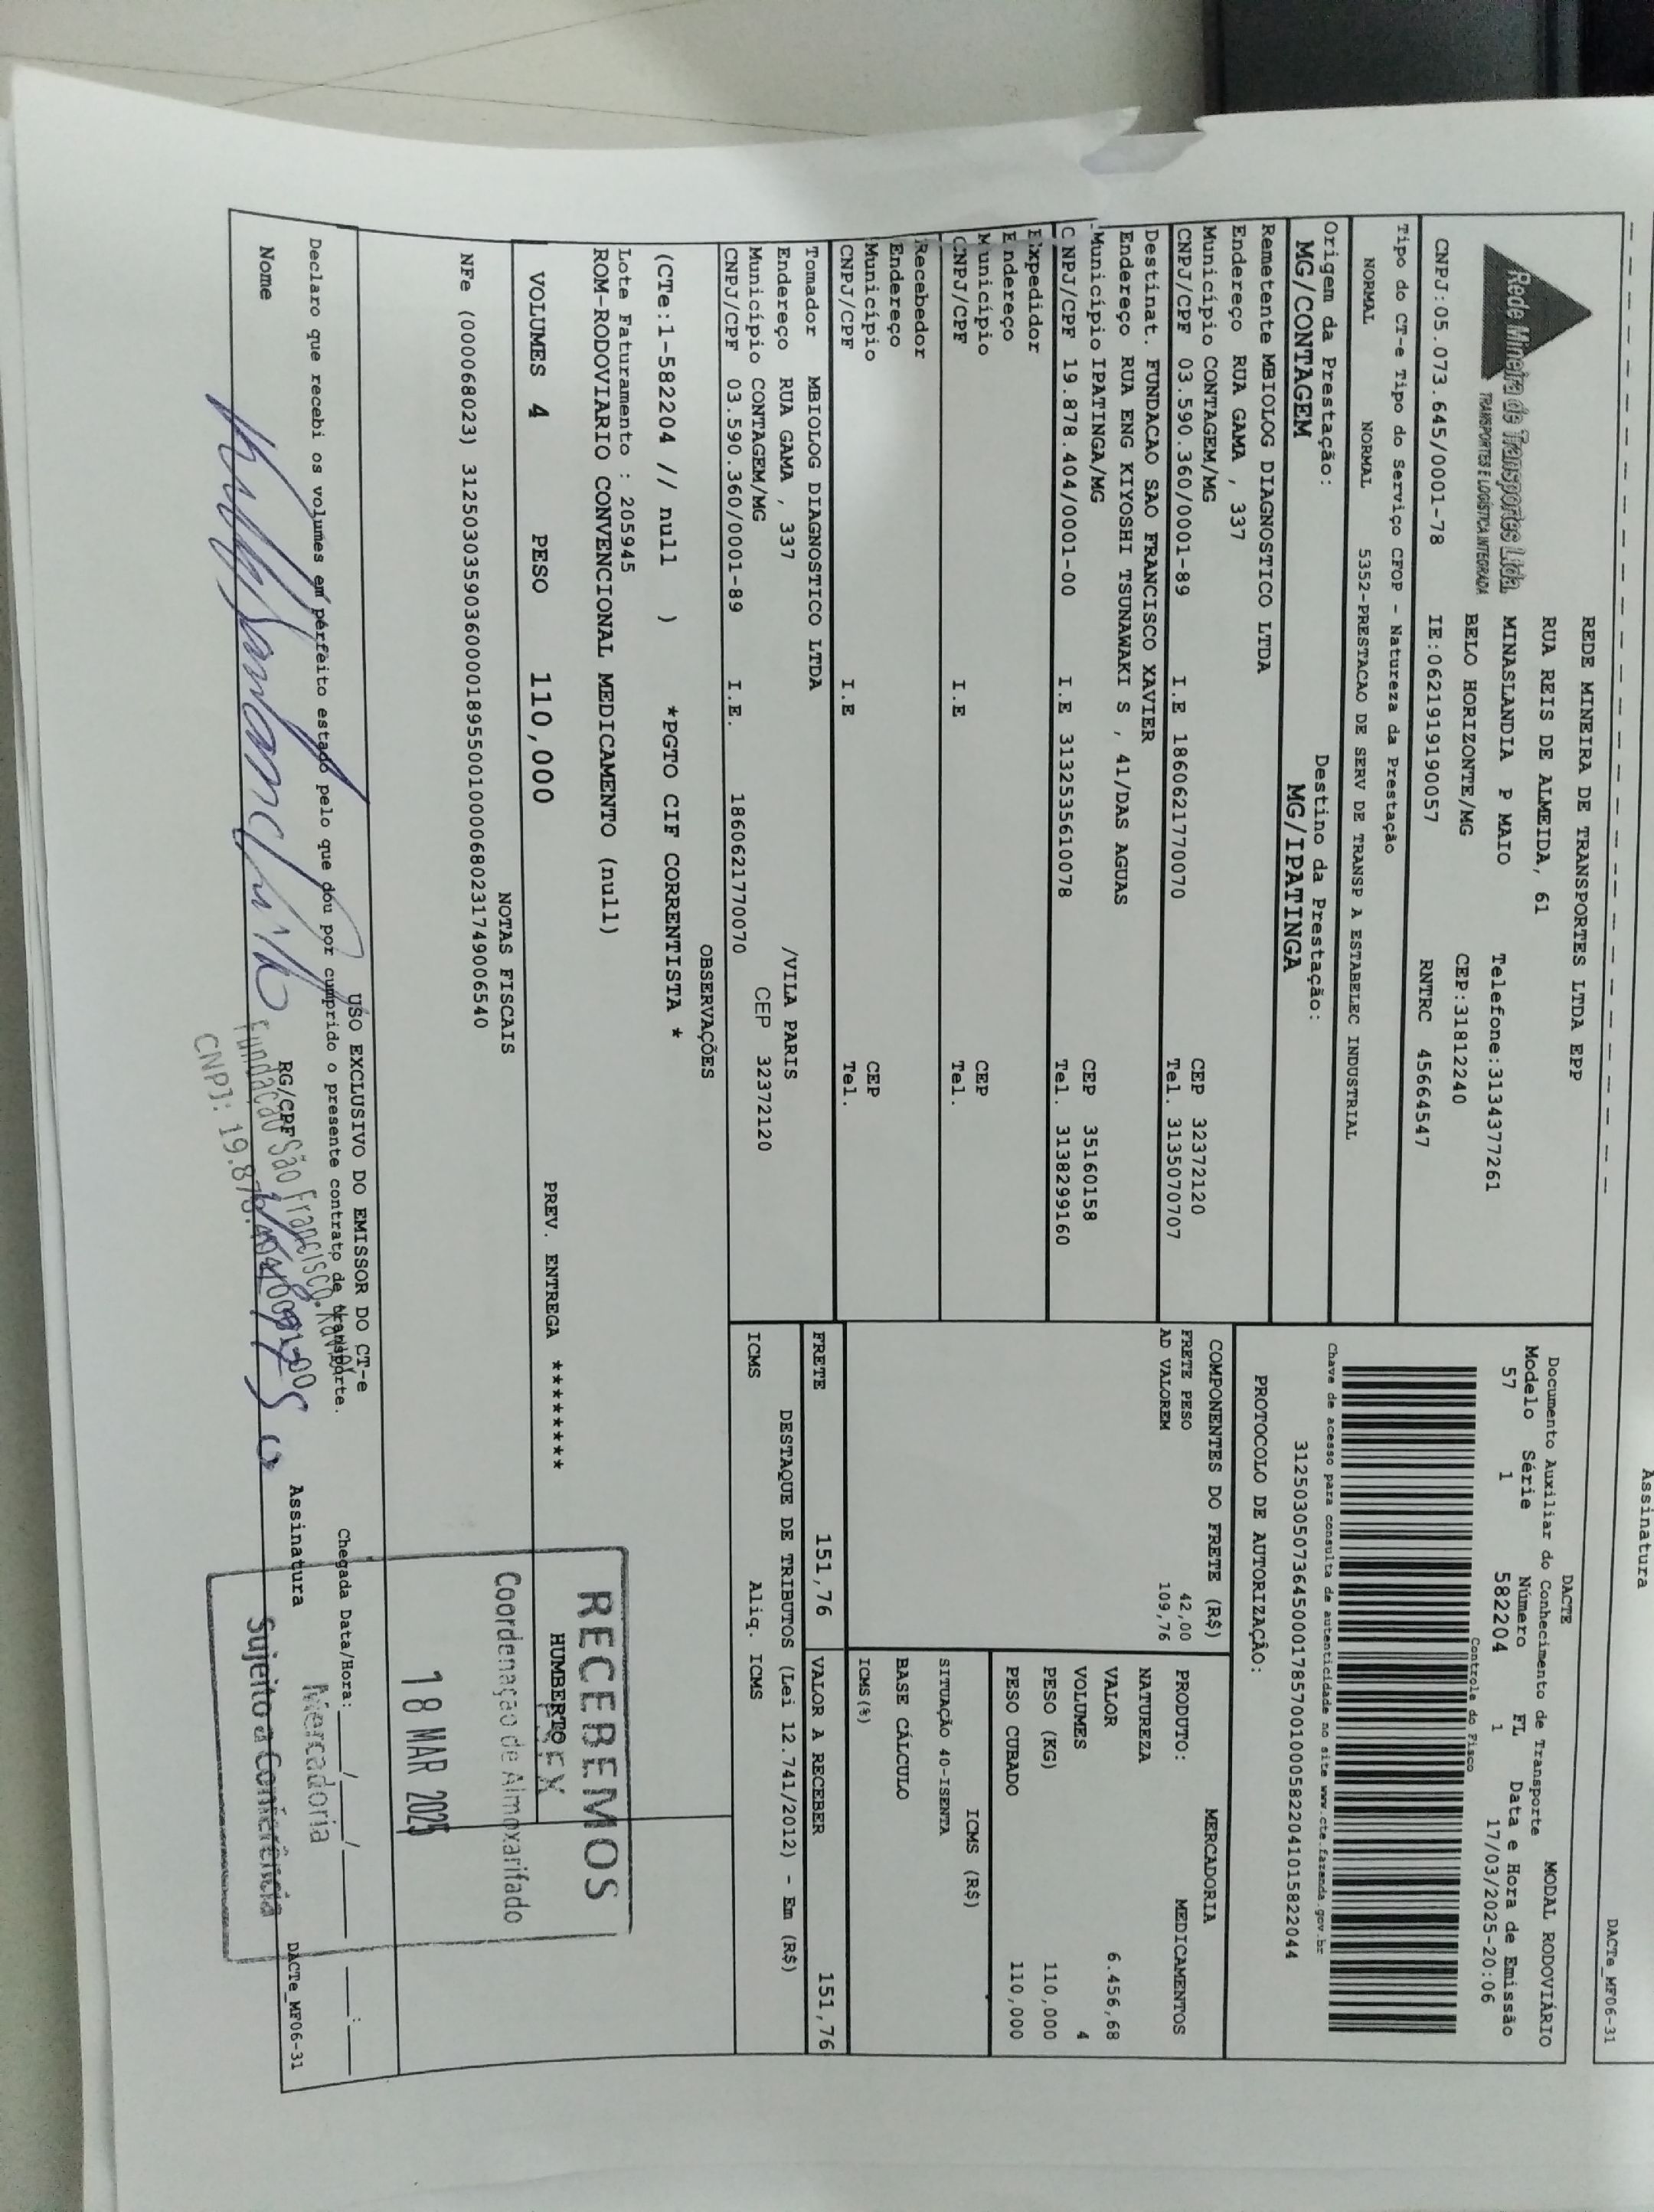 Assinatura
DACTe_MF06-31
Rede Mineira de Transportes Ltda.
TRANSPORTES E LOGÍSTICA INTEGRADA
REDE MINEIRA DE TRANSPORTES LTDA EPP
RUA REIS DE ALMEIDA, 61
MINASLANDIA P MAIO Telefone:3134377261
BELO HORIZONTE/MG CEP:31812240
CNPJ:05.073.645/0001-78 IE:0621919190057 RNTRC 45664547
DACTE
Documento Auxiliar do Conhecimento de Transporte MODAL RODOVIÁRIO
Modelo Série Número FL Data e Hora de Emissão
57 1 582204 1 17/03/2025-20:06
Controle do Fisco
Chave de acesso para consulta de autenticidade no site www.cte.fazenda.gov.br
31250305073645000178570010005822041015822044
PROTOCOLO DE AUTORIZAÇÃO:
Tipo do CT-e Tipo do Serviço CFOP - Natureza da Prestação
NORMAL NORMAL 5352-PRESTACAO DE SERV DE TRANSP A ESTABELEC INDUSTRIAL
Origem da Prestação: Destino da Prestação:
MG/CONTAGEM MG/IPATINGA
Remetente MBIOLOG DIAGNOSTICO LTDA
Endereço RUA GAMA , 337
Município CONTAGEM/MG CEP 32372120
CNPJ/CPF 03.590.360/0001-89 I.E 1860621770070 Tel. 3135070707
Destinat. FUNDACAO SAO FRANCISCO XAVIER
Endereço RUA ENG KIYOSHI TSUNAWAKI S , 41/DAS AGUAS
Município IPATINGA/MG CEP 35160158
CNPJ/CPF 19.878.404/0001-00 I.E 3132535610078 Tel. 3138299160
Expedidor
Endereço
Município CEP
CNPJ/CPF I.E Tel.
Recebedor
Endereço
Município CEP
CNPJ/CPF I.E Tel.
Tomador MBIOLOG DIAGNOSTICO LTDA
Endereço RUA GAMA , 337 /VILA PARIS
Município CONTAGEM/MG CEP 32372120
CNPJ/CPF 03.590.360/0001-89 I.E. 1860621770070
COMPONENTES DO FRETE (R$)
FRETE PESO 42,00
AD VALOREM 109,76
MERCADORIA
PRODUTO: MEDICAMENTOS
NATUREZA
VALOR 6.456,68
VOLUMES 4
PESO (KG) 110,000
PESO CUBADO 110,000
ICMS (R$)
SITUAÇÃO 40-ISENTA
BASE CÁLCULO
ICMS(%)
FRETE 151,76 VALOR A RECEBER 151,76
DESTAQUE DE TRIBUTOS (Lei 12.741/2012) - Em (R$)
ICMS Aliq. ICMS
OBSERVAÇÕES
(CTe:1-582204 // null ) *PGTO CIF CORRENTISTA *
Lote Faturamento : 205945
ROM-RODOVIARIO CONVENCIONAL MEDICAMENTO (null)
VOLUMES 4 PESO 110,000 PREV. ENTREGA ******** HUMBERTO
NOTAS FISCAIS
NFe (000068023) 31250303590360000189550010000680231749006540
RECEBEMOS
Coordenação de Almoxarifado
18 MAR 2025
Mercadoria
Sujeito a Conferência
USO EXCLUSIVO DO EMISSOR DO CT-e
Declaro que recebi os volumes em perfeito estado pelo que dou por cumprido o presente contrato de transporte.
Chegada Data/Hora: ____/____/____ ___:___
Nome RG/CPF Assinatura
Fundação São Francisco Xavier
CNPJ: 19.878.404/0001-00
DACTe_MF06-31